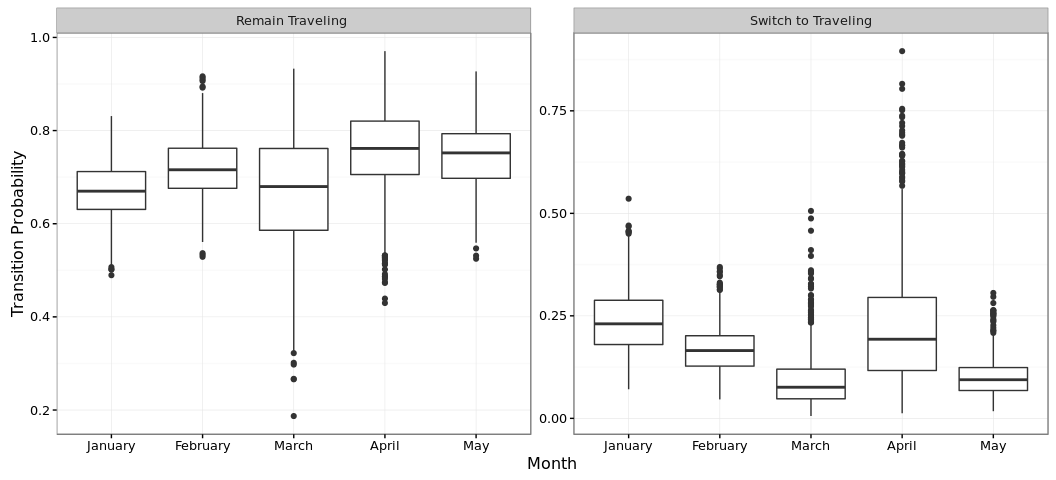 Remain Traveling
Switch to Traveling
Transition Probability
1.0
0.8
0.6
0.4
0.2
0.75
0.50
0.25
0.00
January February March April May
January February March April May
Month